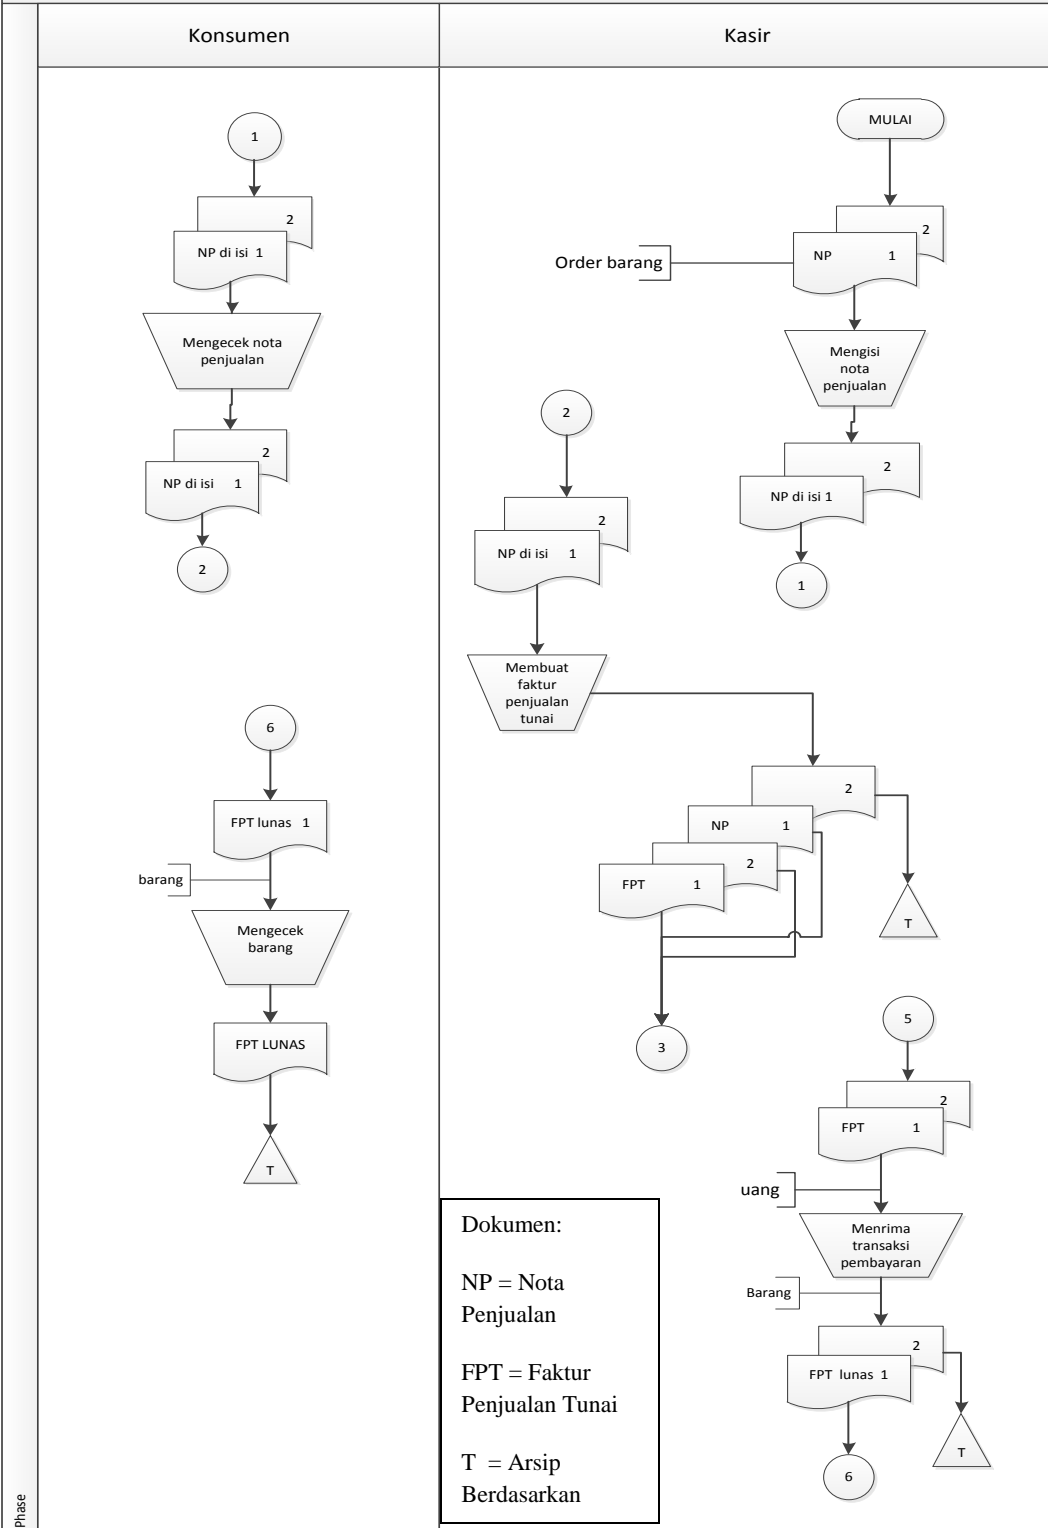 Konsumen
Kasir
1
2
NP di isi 1
Mengecek nota
penjualan
2
NP di isi 1
2
6
FPT lunas 1
barang
Mengecek
barang
FPT LUNAS
T
MULAI
2
NP 1
Order barang
Mengisi
nota
penjualan
2
NP di isi 1
1
2
2
NP di isi 1
Membuat
faktur
penjualan
tunai
2
NP 1
2
FPT 1
T
3
5
2
FPT 1
uang
Menrima
transaksi
pembayaran
Barang
2
FPT lunas 1
T
6
Dokumen:
NP = Nota
Penjualan
FPT = Faktur
Penjualan Tunai
T = Arsip
Berdasarkan
Phase